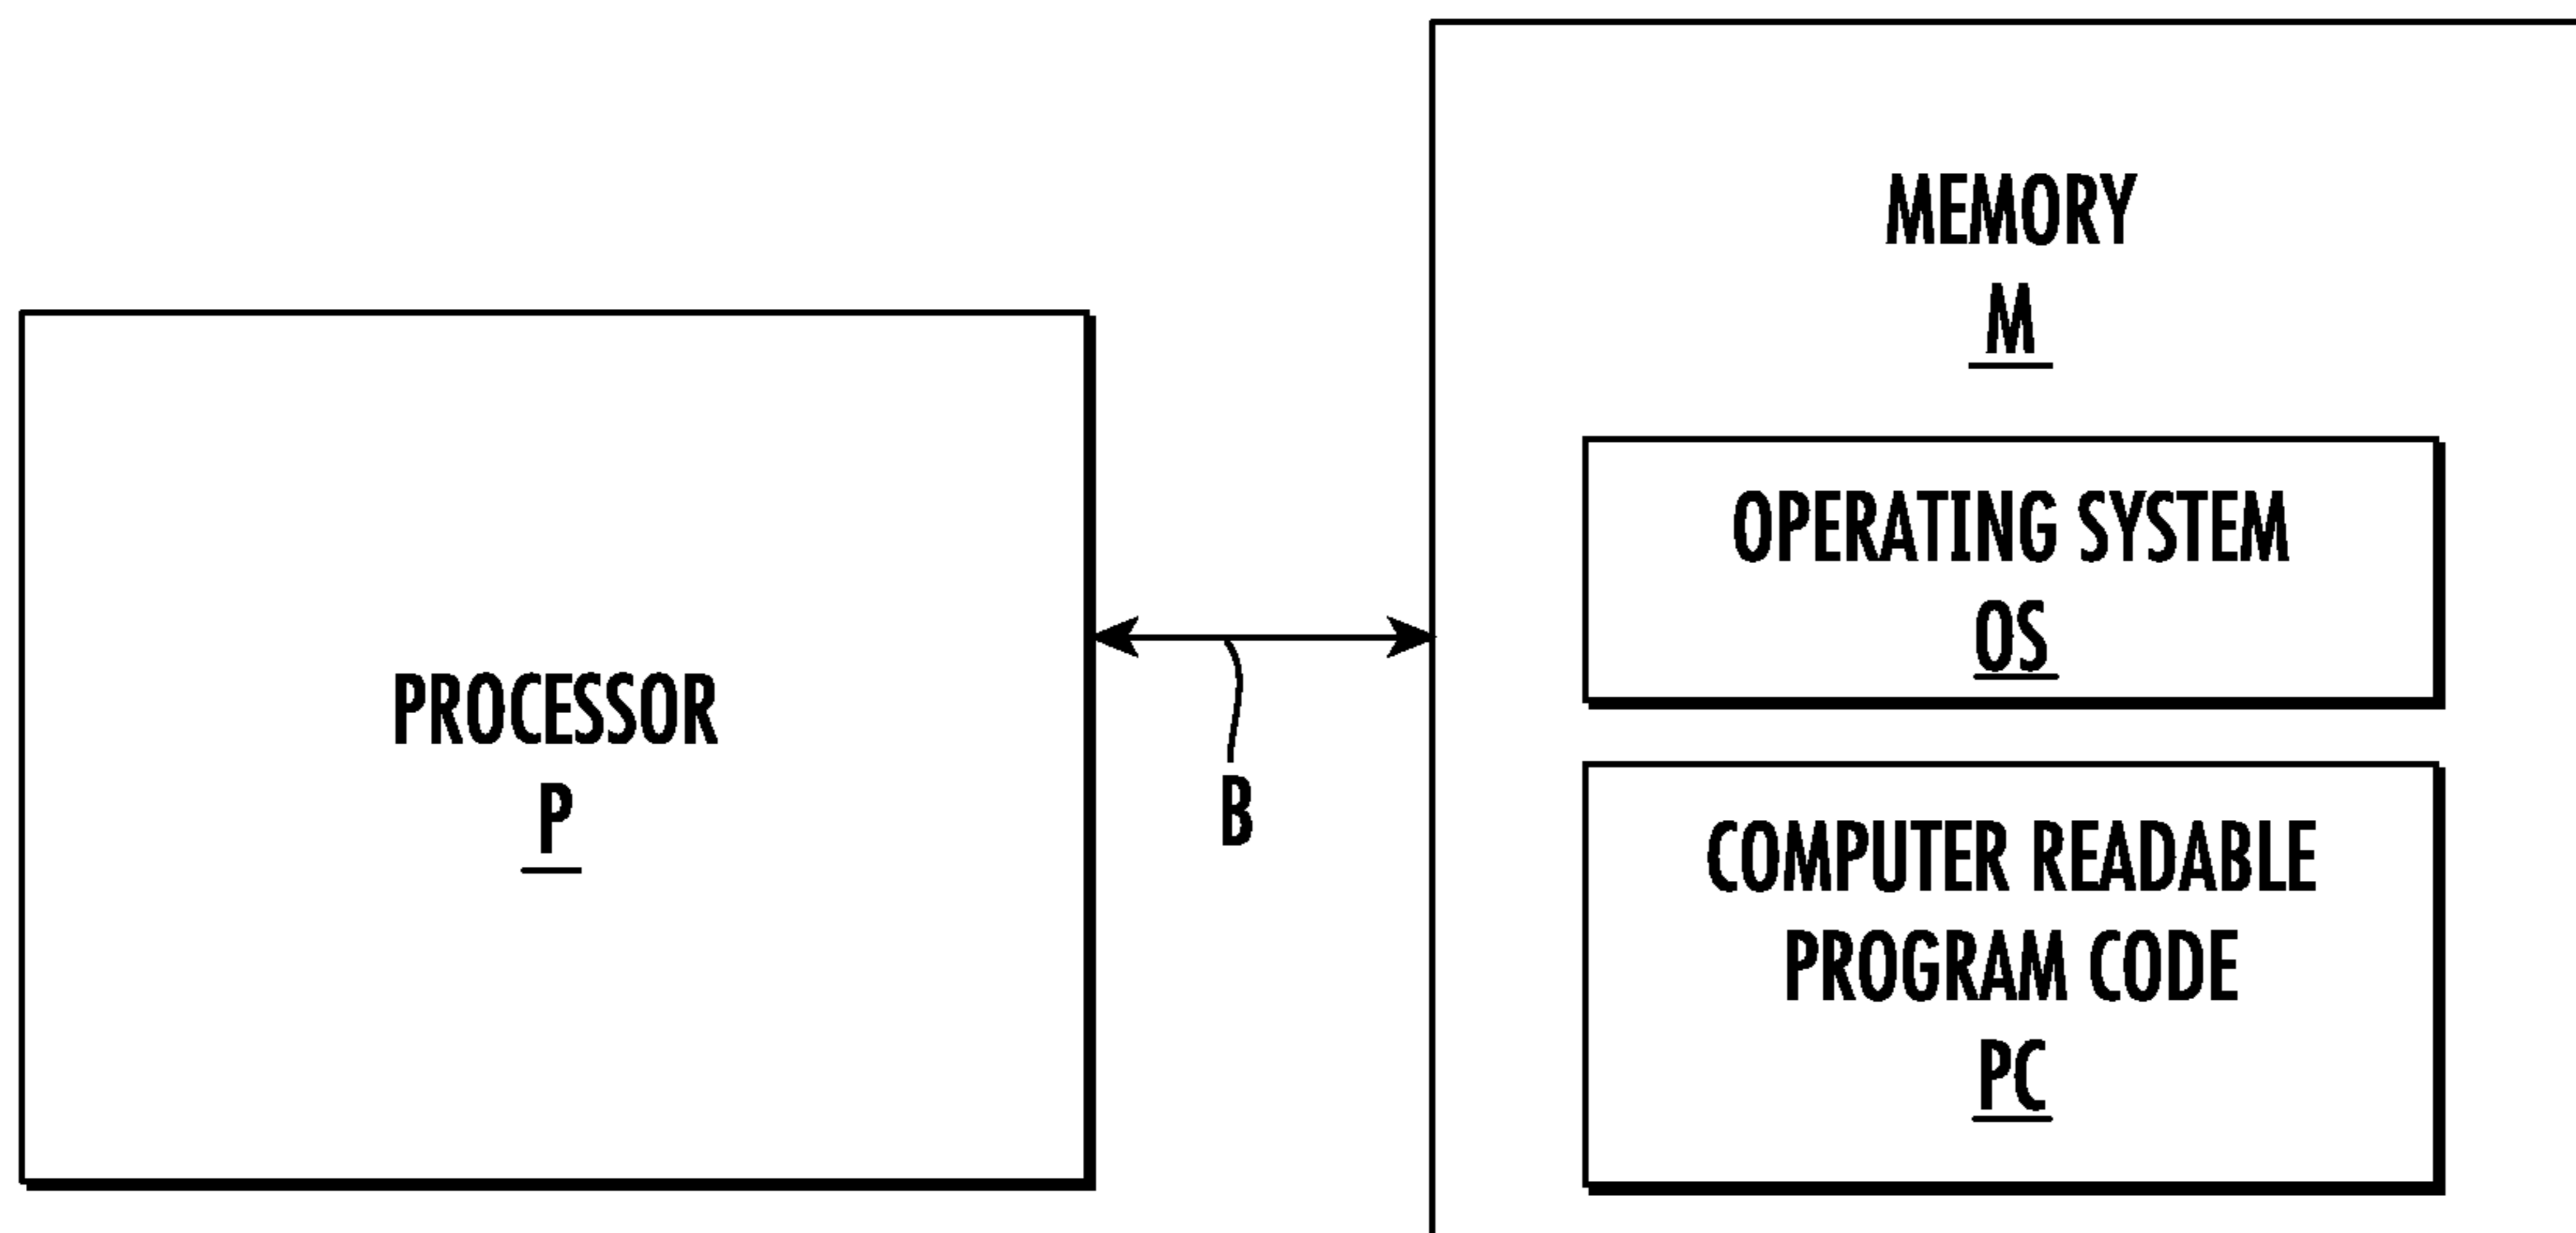 PROCESSOR
P
B
MEMORY
M
OPERATING SYSTEM
OS
COMPUTER READABLE
PROGRAM CODE
PC